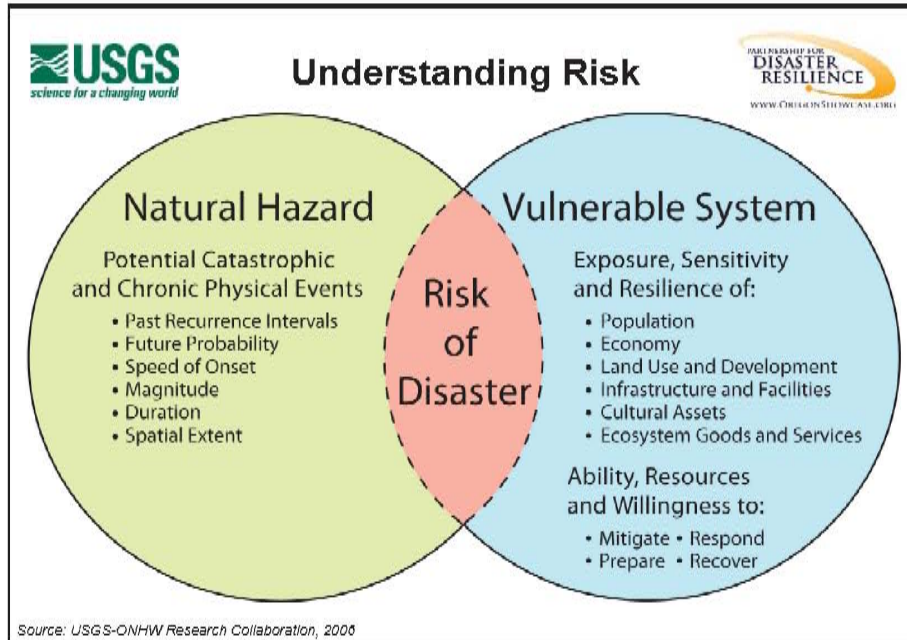 USGS
science for a changing world
Understanding Risk
PARTNERSHIP FOR
DISASTER
RESILIENCE
WWW.OREGONSHOWCASE.ORG
Natural Hazard
Potential Catastrophic
and Chronic Physical Events
• Past Recurrence Intervals
• Future Probability
• Speed of Onset
• Magnitude
• Duration
• Spatial Extent
Risk
of
Disaster
Vulnerable System
Exposure, Sensitivity
and Resilience of:
• Population
• Economy
• Land Use and Development
• Infrastructure and Facilities
• Cultural Assets
• Ecosystem Goods and Services
Ability, Resources
and Willingness to:
• Mitigate • Respond
• Prepare • Recover
Source: USGS-ONHW Research Collaboration, 2006